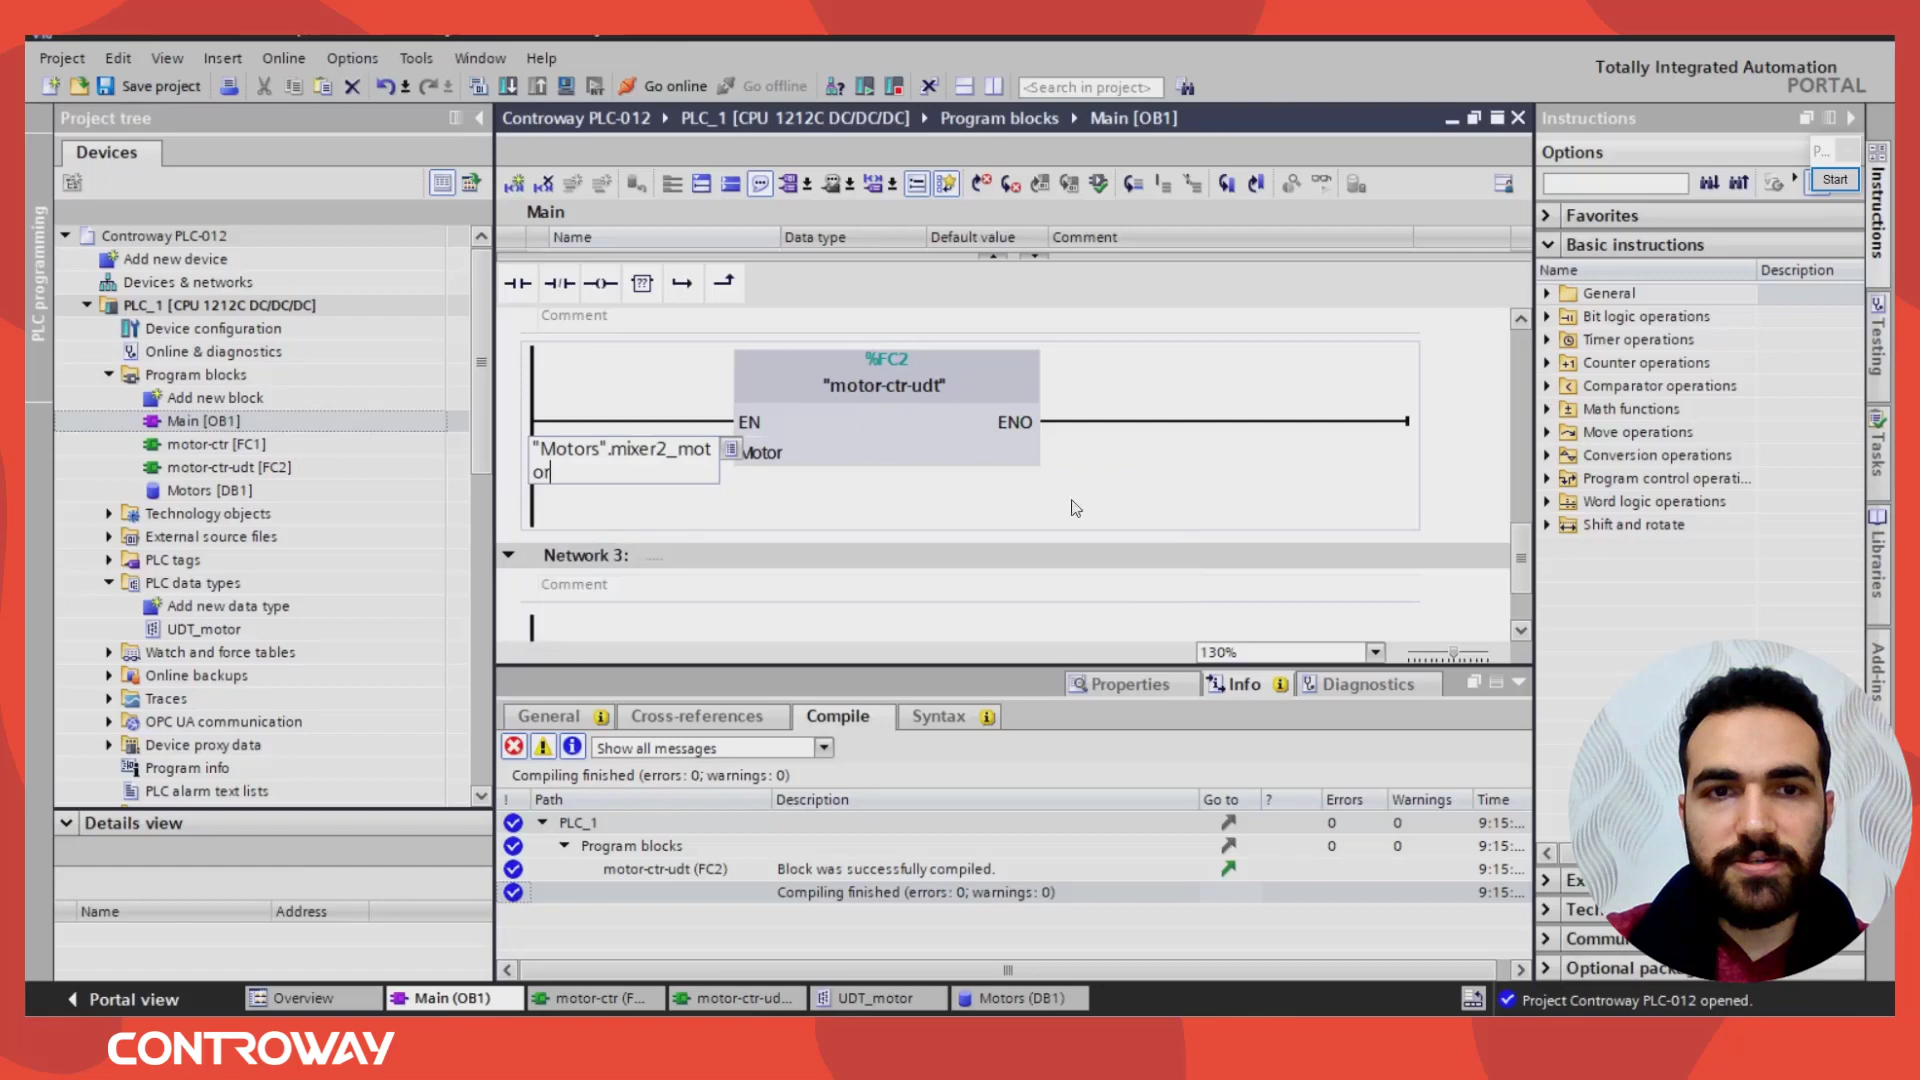 Project Edit View Insert Online Options Tools Window Help
Totally Integrated Automation
PORTAL
Save project
Go online
Go offline
<Search in project>
Project tree
Controway PLC-012 PLC_1 [CPU 1212C DC/DC/DC] Program blocks Main [OB1]
Instructions
Devices
Options
P...
Start
PLC programming
Main
Name Data type Default value Comment
Favorites
Basic instructions
Name Description
Controway PLC-012
Add new device
Devices & networks
PLC_1 [CPU 1212C DC/DC/DC]
Device configuration
Online & diagnostics
Program blocks
Add new block
Main [OB1]
motor-ctr [FC1]
motor-ctr-udt [FC2]
Motors [DB1]
Technology objects
External source files
PLC tags
PLC data types
Add new data type
UDT_motor
Watch and force tables
Online backups
Traces
OPC UA communication
Device proxy data
Program info
PLC alarm text lists
Comment
%FC2
"motor-ctr-udt"
EN ENO
"Motors".mixer2_mot
or
Motor
Network 3: .....
Comment
130%
General
Bit logic operations
Timer operations
Counter operations
Comparator operations
Math functions
Move operations
Conversion operations
Program control operati...
Word logic operations
Shift and rotate
Instructions
Testing
Tasks
Libraries
Add-ins
Properties Info Diagnostics
General Cross-references Compile Syntax
Show all messages
Compiling finished (errors: 0; warnings: 0)
! Path Description Go to ? Errors Warnings Time
PLC_1 0 0 9:15:...
Program blocks 0 0 9:15:...
motor-ctr-udt (FC2) Block was successfully compiled. 9:15:...
Compiling finished (errors: 0; warnings: 0) 9:15:...
Details view
Name Address
Ex
Tech
Commu
Optional pack
Portal view Overview Main (OB1) motor-ctr (F... motor-ctr-ud... UDT_motor Motors (DB1) Project Controway PLC-012 opened.
CONTROWAY